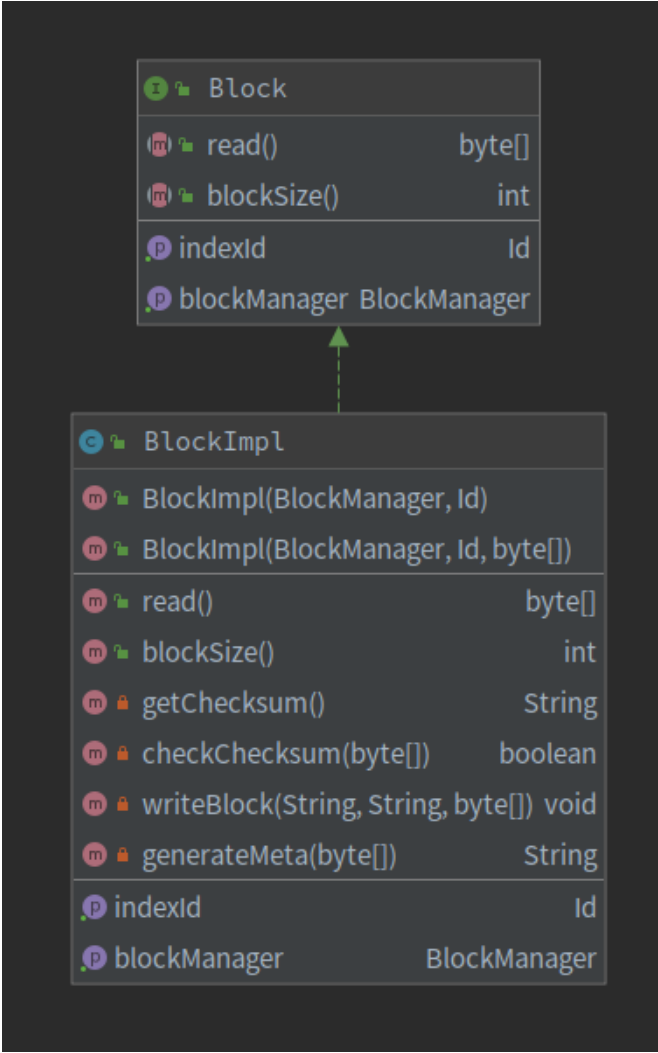 Block
read() byte[]
blockSize() int
indexId Id
blockManager BlockManager
BlockImpl
BlockImpl(BlockManager, Id)
BlockImpl(BlockManager, Id, byte[])
read() byte[]
blockSize() int
getChecksum() String
checkChecksum(byte[]) boolean
writeBlock(String, String, byte[]) void
generateMeta(byte[]) String
indexId Id
blockManager BlockManager